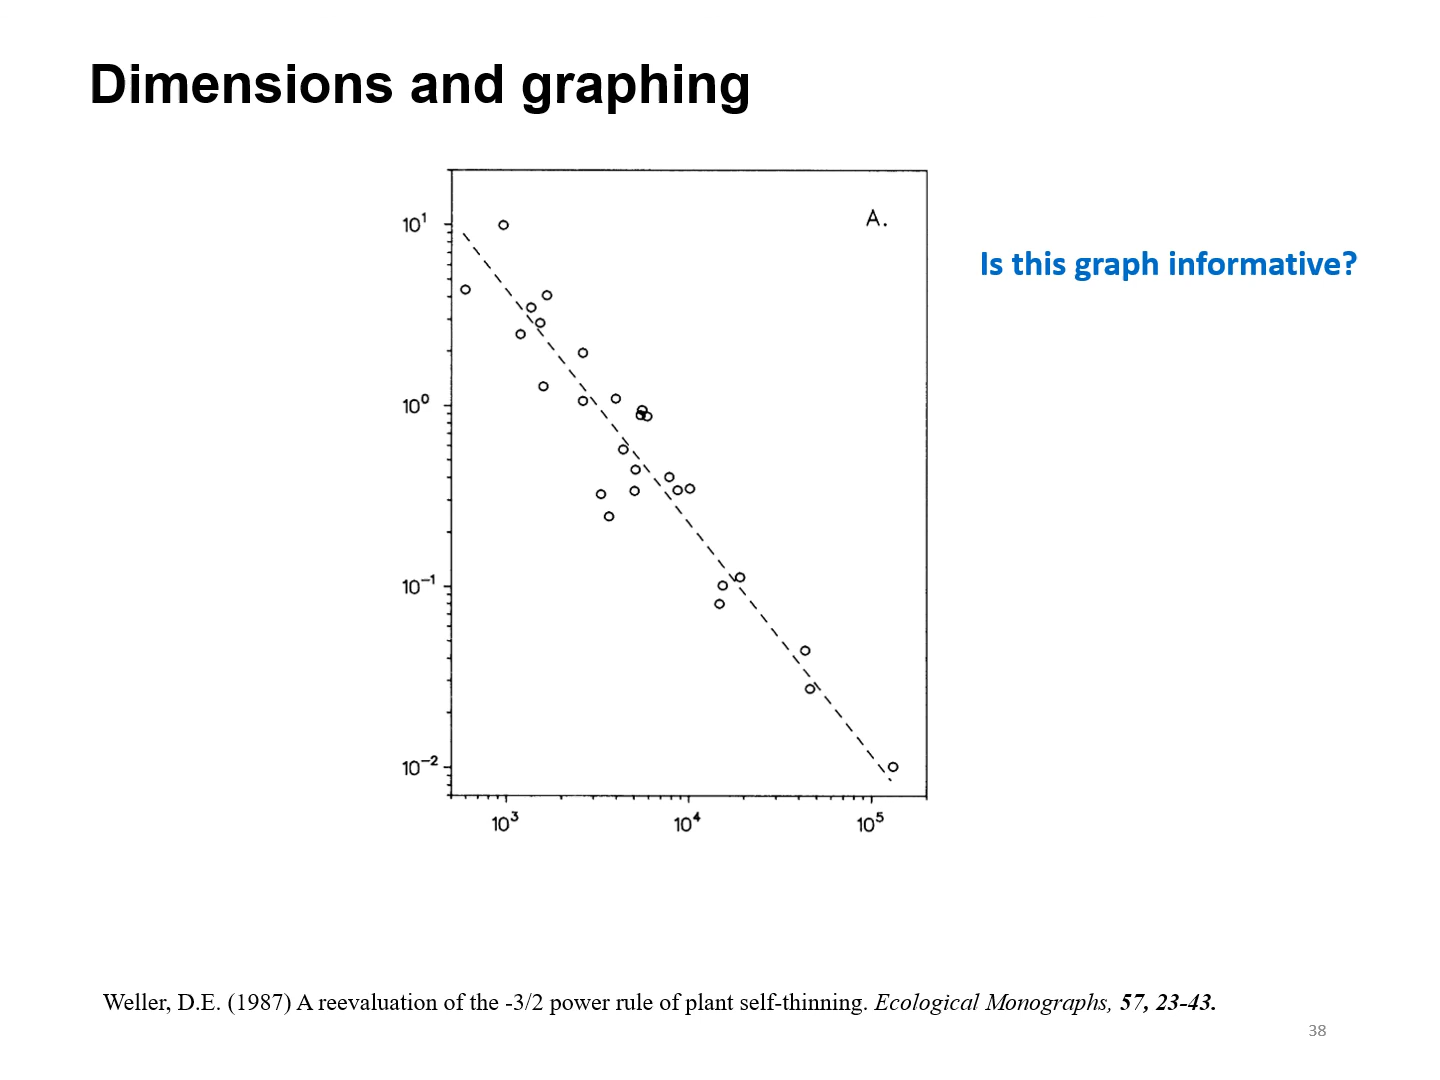 Dimensions and graphing
A.
Is this graph informative?
10¹
10⁰
10⁻¹
10⁻²
10³ 10⁴ 10⁵
Weller, D.E. (1987) A reevaluation of the -3/2 power rule of plant self-thinning. Ecological Monographs, 57, 23-43.
38